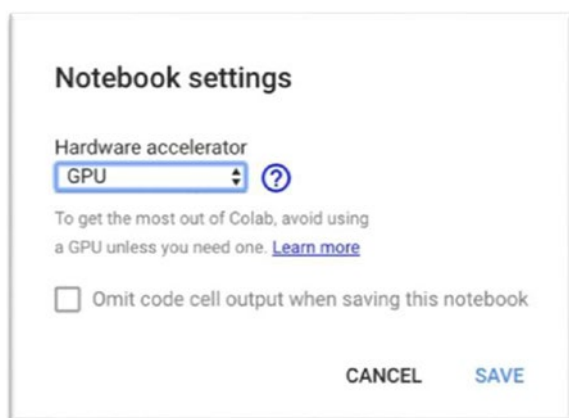 Notebook settings
Hardware accelerator
GPU
?
To get the most out of Colab, avoid using
a GPU unless you need one. Learn more
Omit code cell output when saving this notebook
CANCEL SAVE